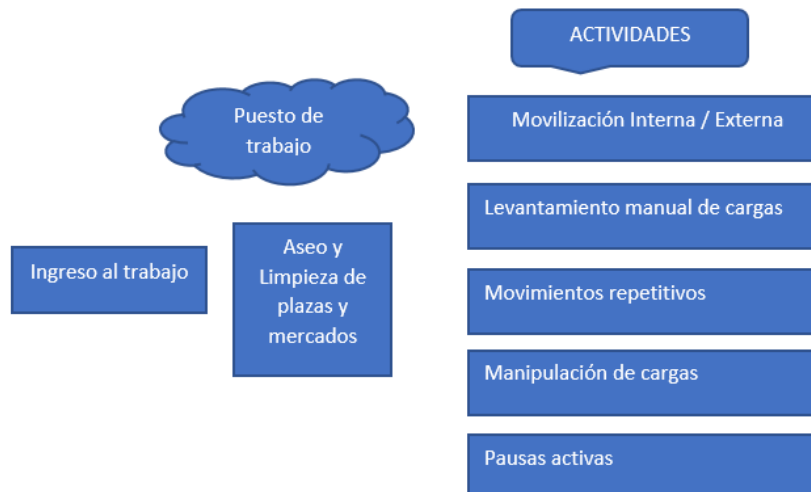 ACTIVIDADES
Puesto de
trabajo
Movilización Interna / Externa
Levantamiento manual de cargas
Ingreso al trabajo
Aseo y
Limpieza de
plazas y
mercados
Movimientos repetitivos
Manipulación de cargas
Pausas activas